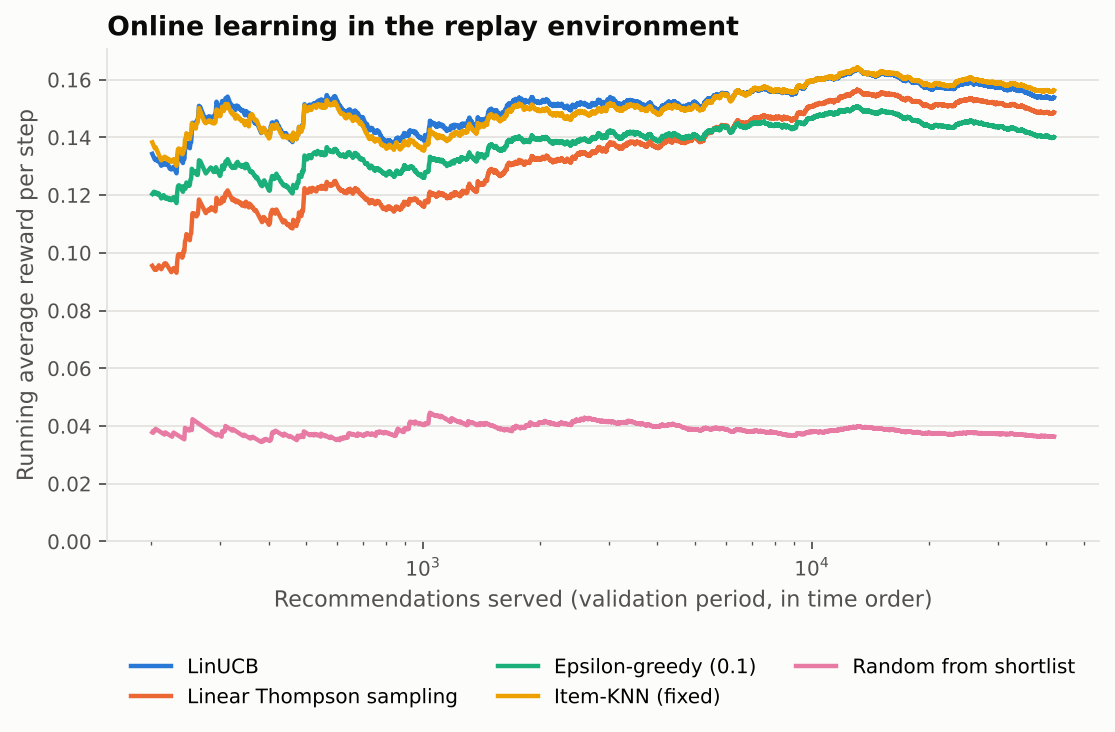 Online learning in the replay environment
Running average reward per step
0.16
0.14
0.12
0.10
0.08
0.06
0.04
0.02
0.00
10³
10⁴
Recommendations served (validation period, in time order)
LinUCB
Linear Thompson sampling
Epsilon-greedy (0.1)
Item-KNN (fixed)
Random from shortlist